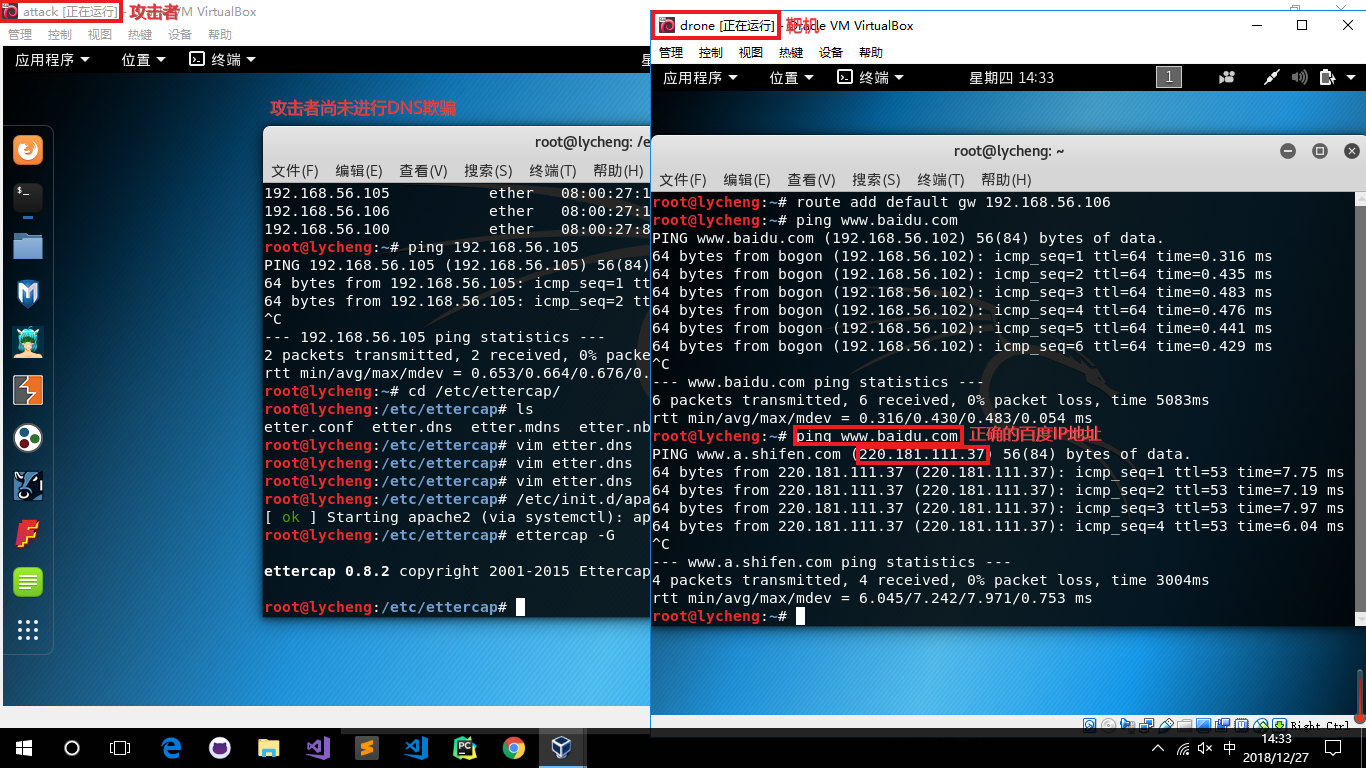 attack [正在运行] - 攻击者 VM VirtualBox
管理 控制 视图 热键 设备 帮助
应用程序 位置 终端 星
攻击者尚未进行DNS欺骗
root@lycheng: /e
文件(F) 编辑(E) 查看(V) 搜索(S) 终端(T) 帮助(H)
192.168.56.105 ether 08:00:27:1
192.168.56.106 ether 08:00:27:1
192.168.56.100 ether 08:00:27:8
root@lycheng:~# ping 192.168.56.105
PING 192.168.56.105 (192.168.56.105) 56(84)
64 bytes from 192.168.56.105: icmp_seq=1 tt
64 bytes from 192.168.56.105: icmp_seq=2 tt
^C
--- 192.168.56.105 ping statistics ---
2 packets transmitted, 2 received, 0% packe
rtt min/avg/max/mdev = 0.653/0.664/0.676/0.
root@lycheng:~# cd /etc/ettercap/
root@lycheng:/etc/ettercap# ls
etter.conf etter.dns etter.mdns etter.nb
root@lycheng:/etc/ettercap# vim etter.dns
root@lycheng:/etc/ettercap# vim etter.dns
root@lycheng:/etc/ettercap# vim etter.dns
root@lycheng:/etc/ettercap# /etc/init.d/apa
[ ok ] Starting apache2 (via systemctl): ap
root@lycheng:/etc/ettercap# ettercap -G
ettercap 0.8.2 copyright 2001-2015 Ettercap
root@lycheng:/etc/ettercap#
drone [正在运行] - 靶机 Oracle VM VirtualBox
管理 控制 视图 热键 设备 帮助
应用程序 位置 终端 星期四 14:33 1
root@lycheng: ~
文件(F) 编辑(E) 查看(V) 搜索(S) 终端(T) 帮助(H)
root@lycheng:~# route add default gw 192.168.56.106
root@lycheng:~# ping www.baidu.com
PING www.baidu.com (192.168.56.102) 56(84) bytes of data.
64 bytes from bogon (192.168.56.102): icmp_seq=1 ttl=64 time=0.316 ms
64 bytes from bogon (192.168.56.102): icmp_seq=2 ttl=64 time=0.435 ms
64 bytes from bogon (192.168.56.102): icmp_seq=3 ttl=64 time=0.483 ms
64 bytes from bogon (192.168.56.102): icmp_seq=4 ttl=64 time=0.476 ms
64 bytes from bogon (192.168.56.102): icmp_seq=5 ttl=64 time=0.441 ms
64 bytes from bogon (192.168.56.102): icmp_seq=6 ttl=64 time=0.429 ms
^C
--- www.baidu.com ping statistics ---
6 packets transmitted, 6 received, 0% packet loss, time 5083ms
rtt min/avg/max/mdev = 0.316/0.430/0.483/0.054 ms
root@lycheng:~# ping www.baidu.com 正确的百度IP地址
PING www.a.shifen.com (220.181.111.37) 56(84) bytes of data.
64 bytes from 220.181.111.37 (220.181.111.37): icmp_seq=1 ttl=53 time=7.75 ms
64 bytes from 220.181.111.37 (220.181.111.37): icmp_seq=2 ttl=53 time=7.19 ms
64 bytes from 220.181.111.37 (220.181.111.37): icmp_seq=3 ttl=53 time=7.97 ms
64 bytes from 220.181.111.37 (220.181.111.37): icmp_seq=4 ttl=53 time=6.04 ms
^C
--- www.a.shifen.com ping statistics ---
4 packets transmitted, 4 received, 0% packet loss, time 3004ms
rtt min/avg/max/mdev = 6.045/7.242/7.971/0.753 ms
root@lycheng:~#
Right Ctrl
中
14:33
2018/12/27